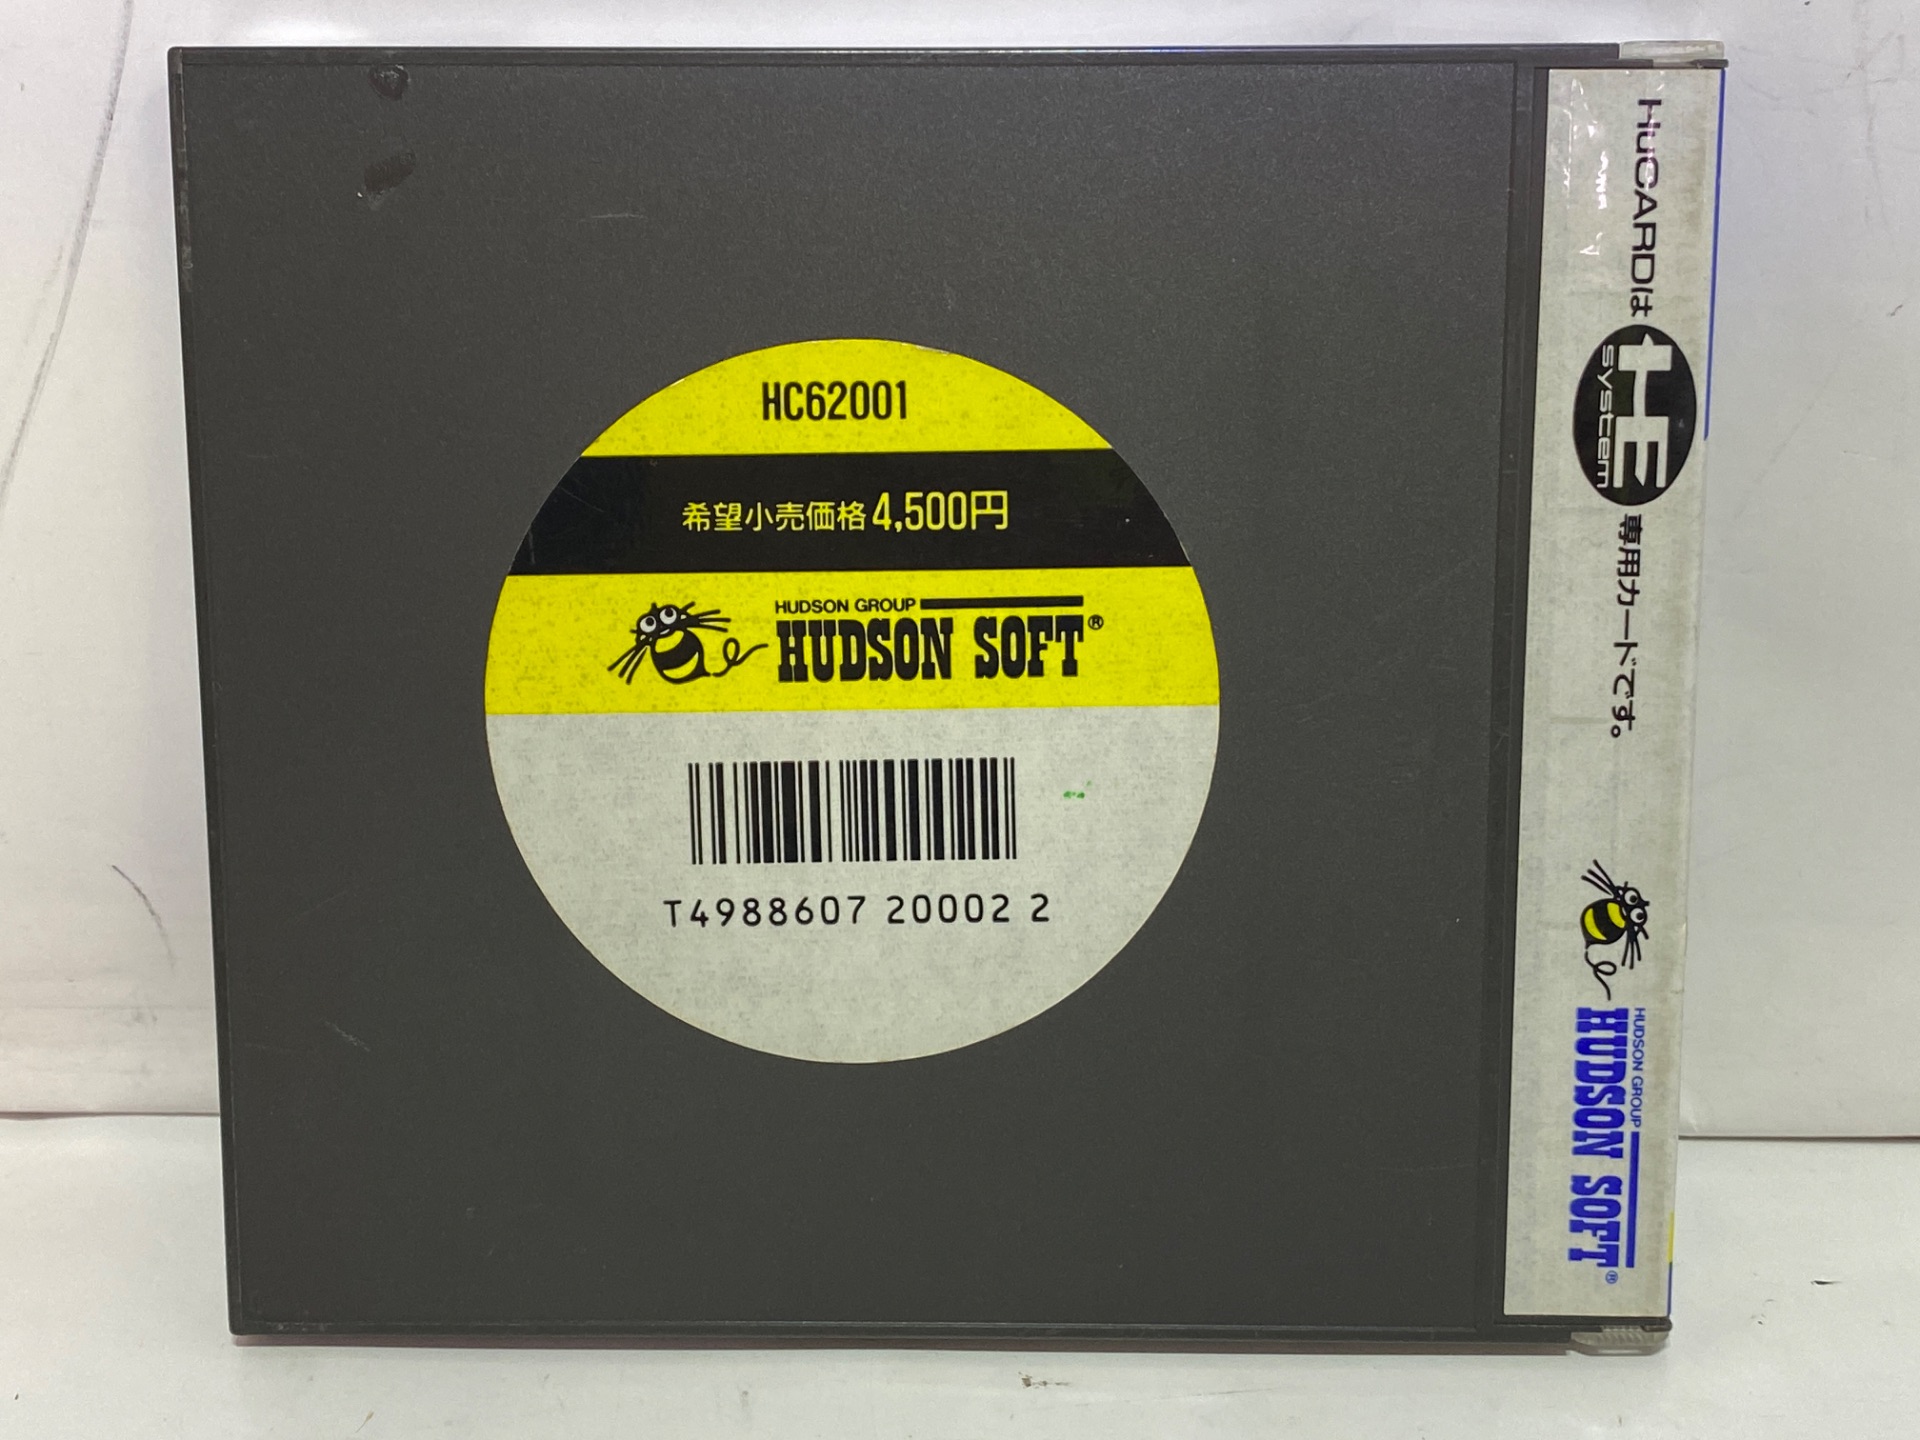 HC62001
希望小売価格4,500円
HUDSON GROUP
HUDSON SOFT®
T4988607 20002 2
HuCARDは HE system 専用カードです。
HUDSON GROUP
HUDSON SOFT®